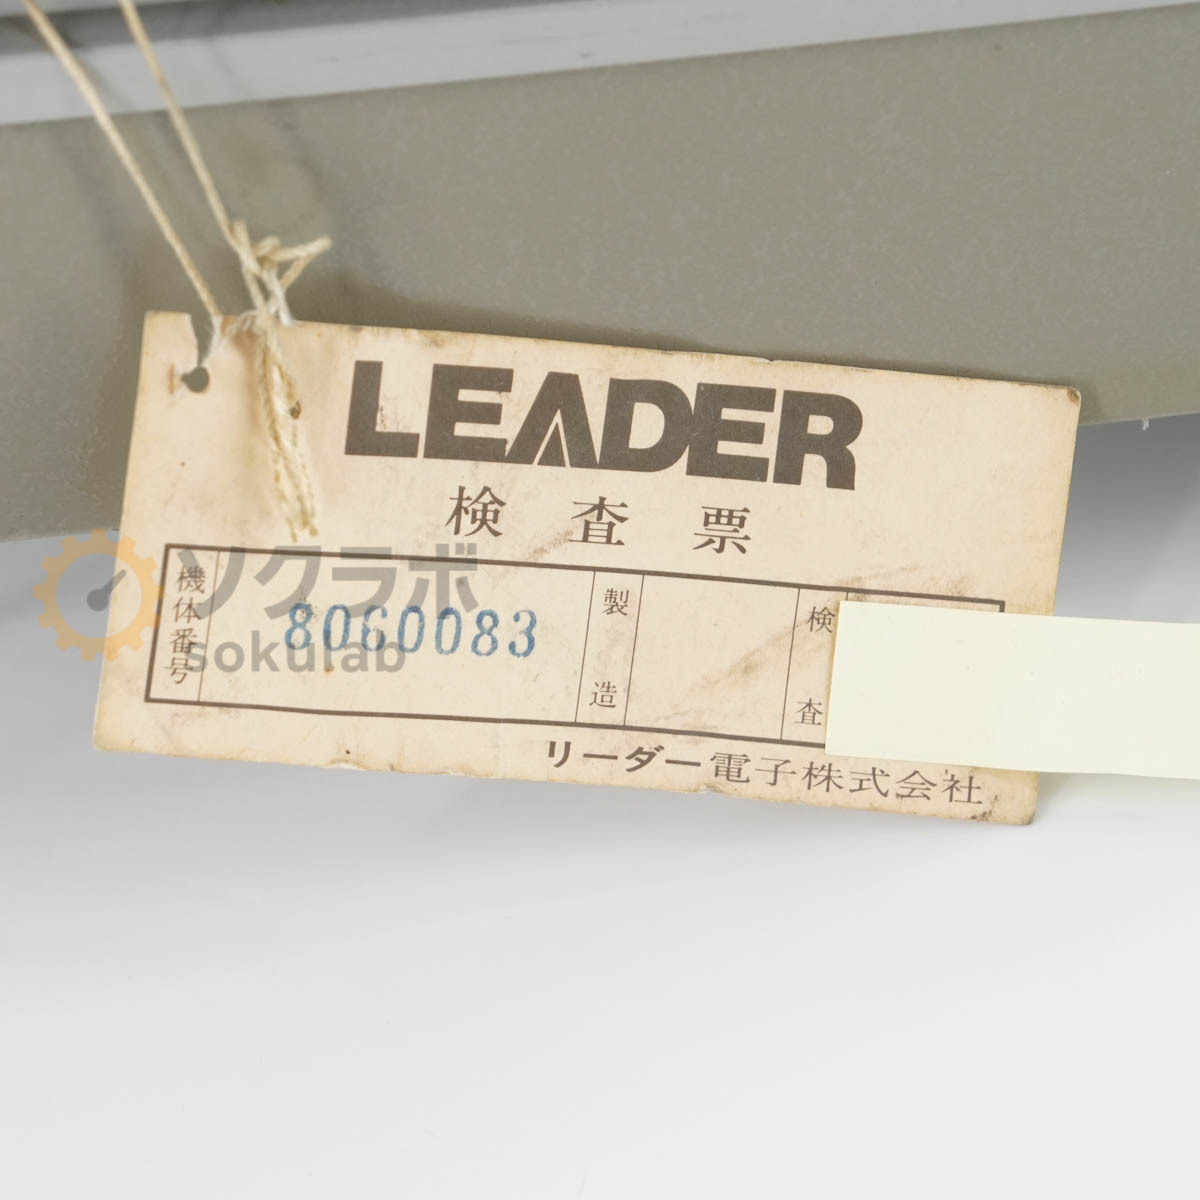 LEADER
検査票
機体番号 8060083 製造 検査
リーダー電子株式会社
ソクラボ
sokulab